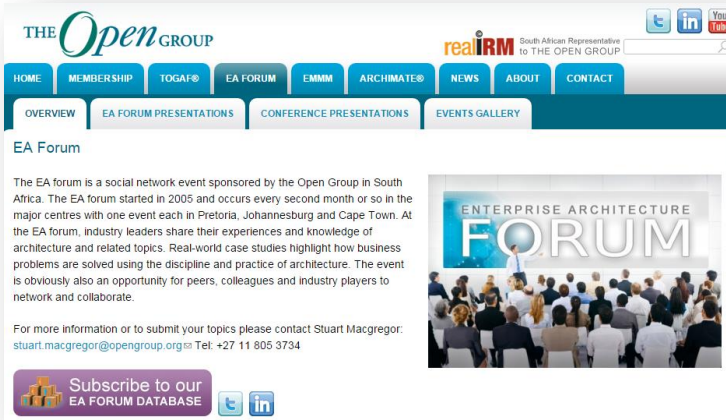 THE Open GROUP
realIRM South African Representative
to THE OPEN GROUP
You
Tube
HOME MEMBERSHIP TOGAF® EA FORUM EMMM ARCHIMATE® NEWS ABOUT CONTACT
OVERVIEW EA FORUM PRESENTATIONS CONFERENCE PRESENTATIONS EVENTS GALLERY
EA Forum
The EA forum is a social network event sponsored by the Open Group in South
Africa. The EA forum started in 2005 and occurs every second month or so in the
major centres with one event each in Pretoria, Johannesburg and Cape Town. At
the EA forum, industry leaders share their experiences and knowledge of
architecture and related topics. Real-world case studies highlight how business
problems are solved using the discipline and practice of architecture. The event
is obviously also an opportunity for peers, colleagues and industry players to
network and collaborate.
ENTERPRISE ARCHITECTURE
FORUM
For more information or to submit your topics please contact Stuart Macgregor:
stuart.macgregor@opengroup.org Tel: +27 11 805 3734
Subscribe to our
EA FORUM DATABASE